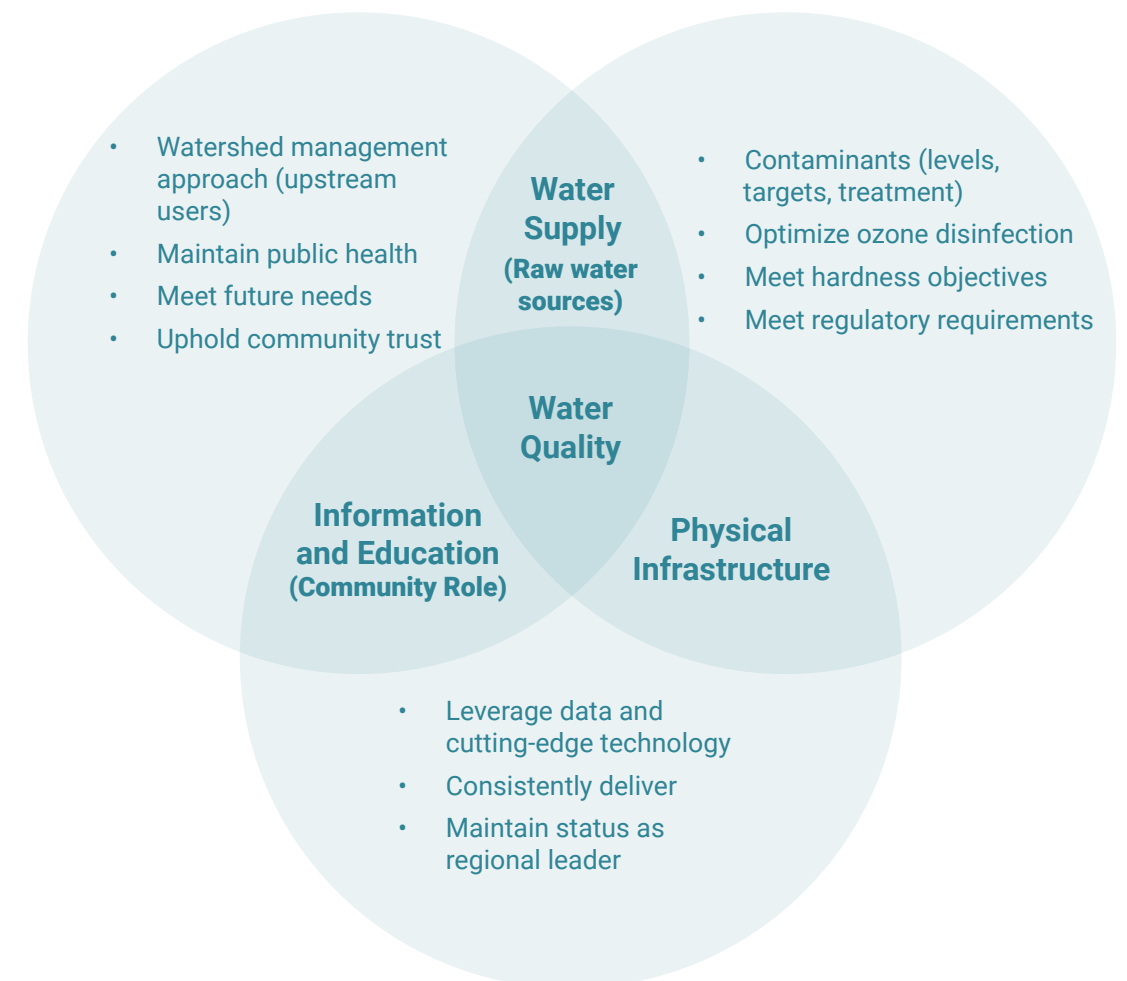 • Watershed management
approach (upstream
users)
• Maintain public health
• Meet future needs
• Uphold community trust
Water
Supply
(Raw water
sources)
• Contaminants (levels,
targets, treatment)
• Optimize ozone disinfection
• Meet hardness objectives
• Meet regulatory requirements
Water
Quality
Information
and Education
(Community Role)
Physical
Infrastructure
• Leverage data and
cutting-edge technology
• Consistently deliver
• Maintain status as
regional leader